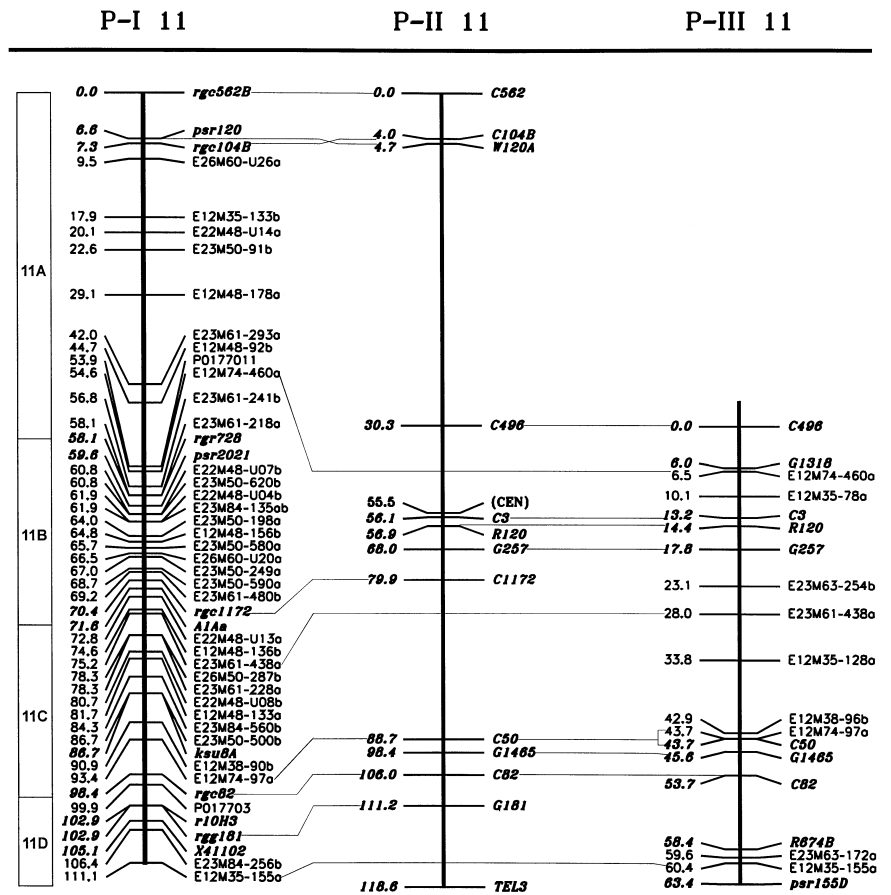 P-I 11
P-II 11
P-III 11
11A
11B
11C
11D
0.0 rgc562B
6.6 psr120
7.3 rgc104B
9.5 E26M60-U26a
17.9 E12M35-133b
20.1 E22M48-U14a
22.6 E23M50-91b
29.1 E12M48-178a
42.0 E23M61-293a
44.7 E12M48-92b
53.9 P0177011
54.6 E12M74-460a
56.8 E23M61-241b
58.1 E23M61-218a
58.1 rgr728
59.6 psr2021
60.8 E22M48-U07b
60.8 E23M50-620b
61.9 E22M48-U04b
61.9 E23M84-135ab
64.0 E23M50-198a
64.8 E12M48-156b
65.7 E23M50-580a
66.5 E26M60-U20a
67.0 E23M50-249a
68.7 E23M50-590a
69.2 E23M61-480b
70.4 rgc1172
71.6 A1Aa
72.8 E22M48-U13a
74.6 E12M48-136b
75.2 E23M61-438a
78.3 E26M50-287b
78.3 E23M61-228a
80.7 E22M48-U08b
81.7 E12M48-133a
84.3 E23M84-560b
86.7 E23M50-500b
86.7 ksu6A
90.9 E12M38-90b
93.4 E12M74-97a
98.4 rgc82
99.9 P017703
102.9 r10H3
102.9 rgg181
105.1 X41102
106.4 E23M84-256b
111.1 E12M35-155a
0.0 C562
4.0 C104B
4.7 W120A
30.3 C496
55.5 (CEN)
56.1 C3
56.9 R120
68.0 G257
79.9 C1172
88.7 C50
98.4 G1465
106.0 C82
111.2 G181
118.6 TEL3
0.0 C496
6.0 G1318
6.5 E12M74-460a
10.1 E12M35-78a
13.2 C3
14.4 R120
17.8 G257
23.1 E23M63-254b
28.0 E23M61-438a
33.8 E12M35-128a
42.9 E12M38-96b
43.7 E12M74-97a
43.7 C50
45.6 G1465
53.7 C82
58.4 R674B
59.6 E23M63-172a
60.4 E12M35-155a
63.4 psr155D